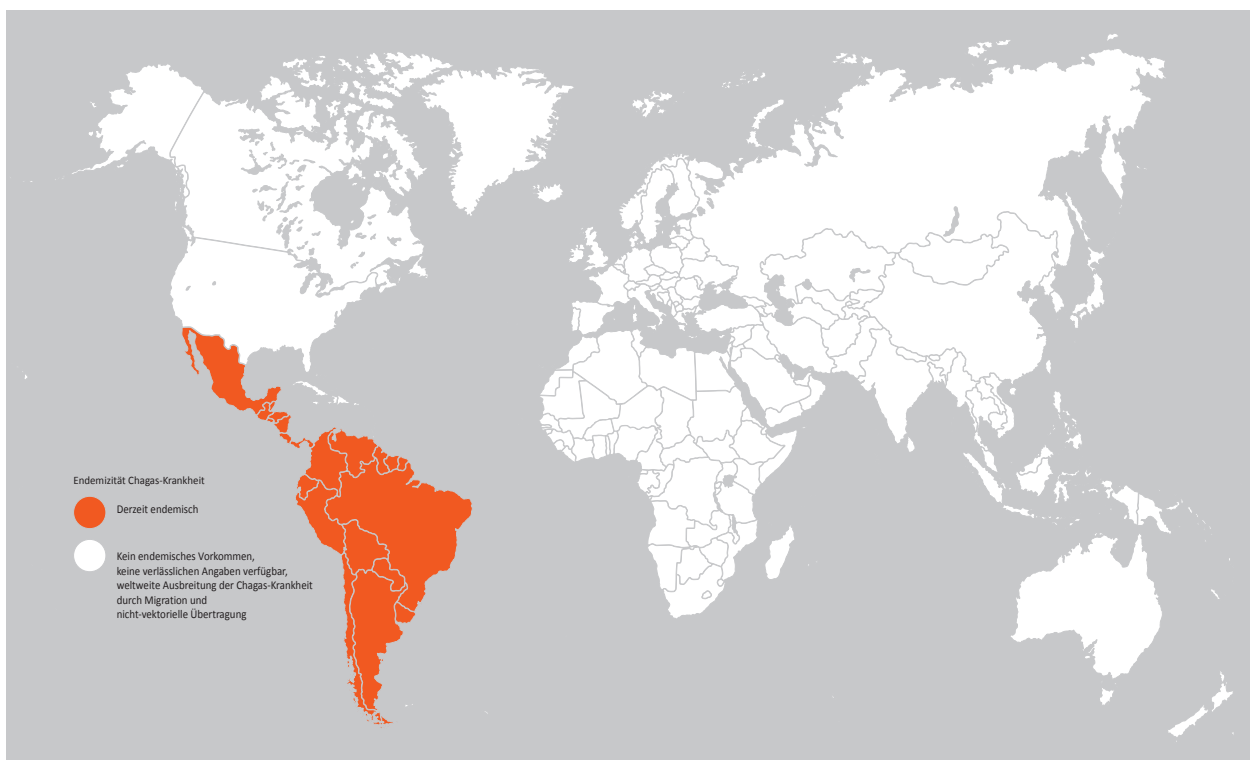 Endemizität Chagas-Krankheit
Derzeit endemisch
Kein endemisches Vorkommen,
keine verlässlichen Angaben verfügbar,
weltweite Ausbreitung der Chagas-Krankheit
durch Migration und
nicht-vektorielle Übertragung